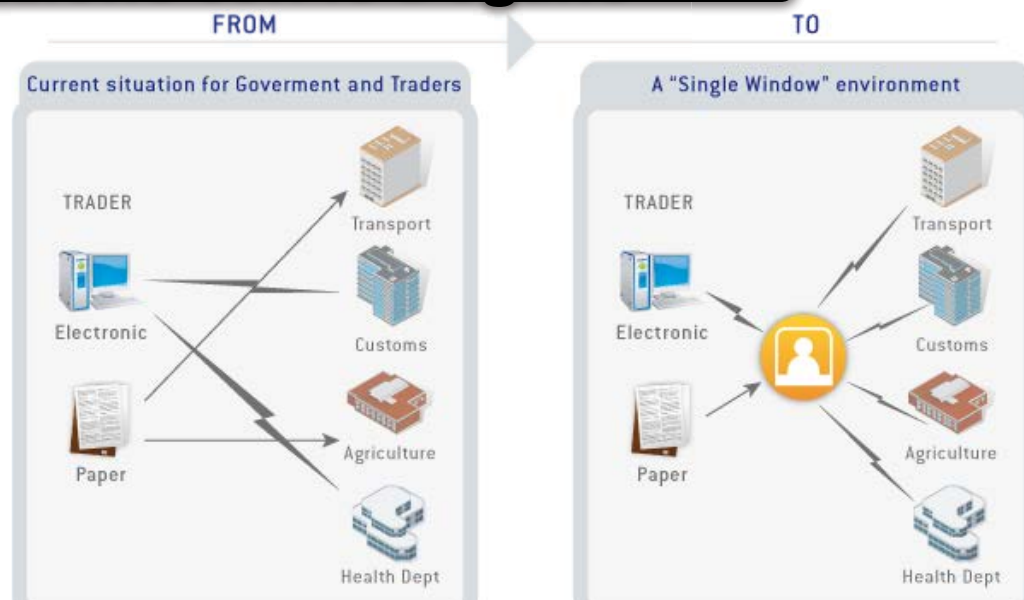 FROM
TO
Current situation for Goverment and Traders
A “Single Window” environment
TRADER
Electronic
Paper
Transport
Customs
Agriculture
Health Dept
TRADER
Electronic
Paper
Transport
Customs
Agriculture
Health Dept